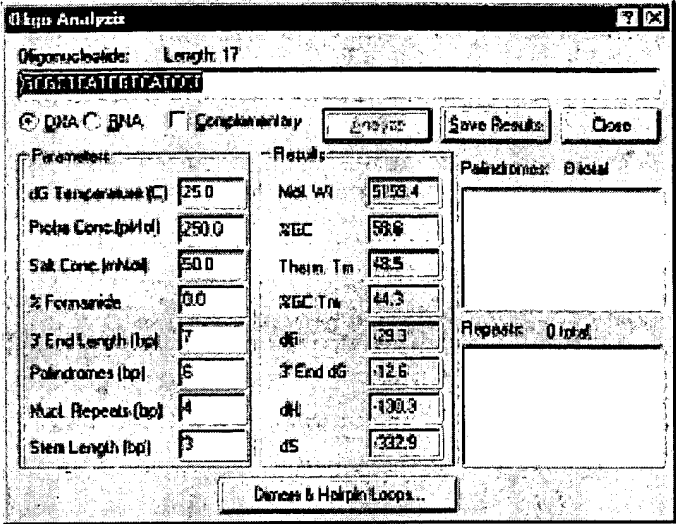 Oligo Analysis
Oligonucleotide: Length: 17
DNA RNA Complementary Analyze Save Results Close
Parameters
dG Temperature (C) 25.0
Probe Conc. (pMol) 250.0
Salt Conc. (mMol) 50.0
% Formamide 0.0
3' End Length (bp) 7
Palindromes (bp) 6
Nucl. Repeats (bp) 4
Stem Length (bp) 3
Results
Mol. Wt 5159.4
%GC
Therm. Tm 48.5
%GC Tm 44.3
dG -29.3
3' End dG -12.6
dH
dS -332.9
Palindromes: 0 total
Repeats: 0 total
Dimers & Hairpin Loops...